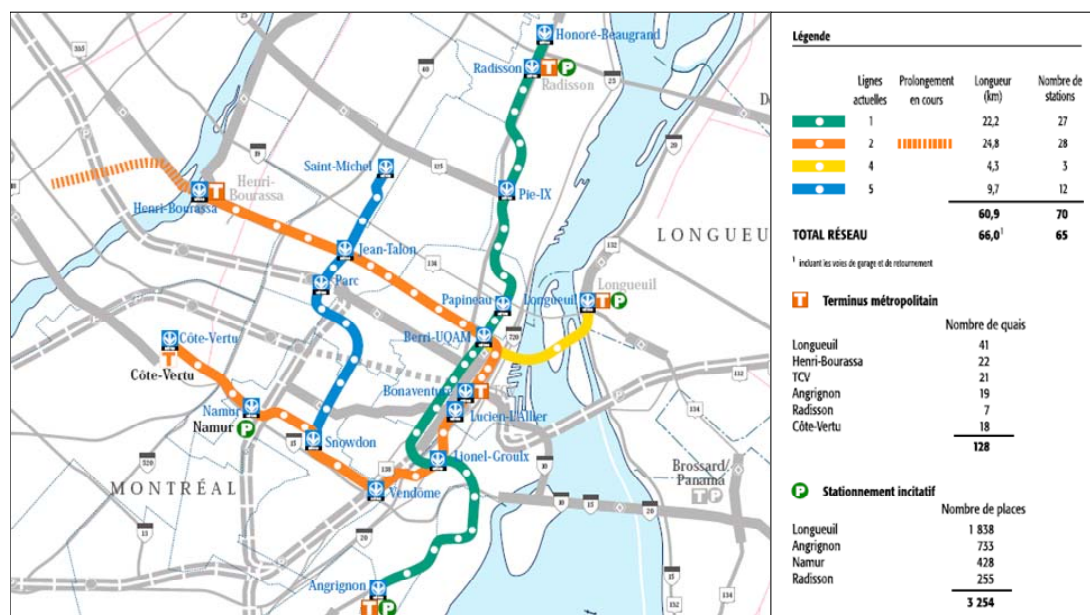 Honoré-Beaugrand
Radisson
T P
Radisson
Saint-Michel
Henri-Bourassa
T
Henri-Bourassa
Pie-IX
Jean-Talon
LONGUEU
Parc
Longueuil
Papineau
Longueuil
T P
Berri-UQAM
Côte-Vertu
T
Côte-Vertu
Bonaventure
T
Namur
Namur
P
Lucien-L'Allier
Snowdon
Lionel-Groulx
Brossard/
Panama
T P
MONTRÉAL
Vendôme
Angrignon
T P
Légende
Lignes actuelles Prolongement en cours Longueur (km) Nombre de stations
1 22,2 27
2 24,8 28
4 4,3 3
5 9,7 12
60,9 70
TOTAL RÉSEAU 66,0¹ 65
¹ incluant les voies de garage et de retournement
T Terminus métropolitain
Nombre de quais
Longueuil 41
Henri-Bourassa 22
TCV 21
Angrignon 19
Radisson 7
Côte-Vertu 18
128
P Stationnement incitatif
Nombre de places
Longueuil 1 838
Angrignon 733
Namur 428
Radisson 255
3 254